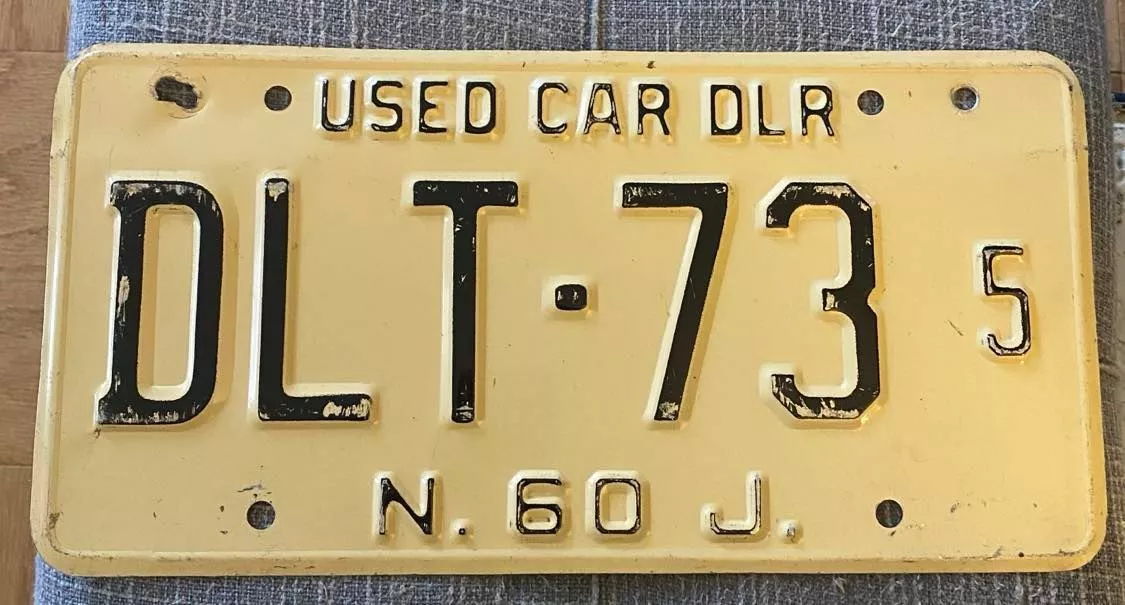 USED CAR DLR
DLT·73 5
N. 60 J.